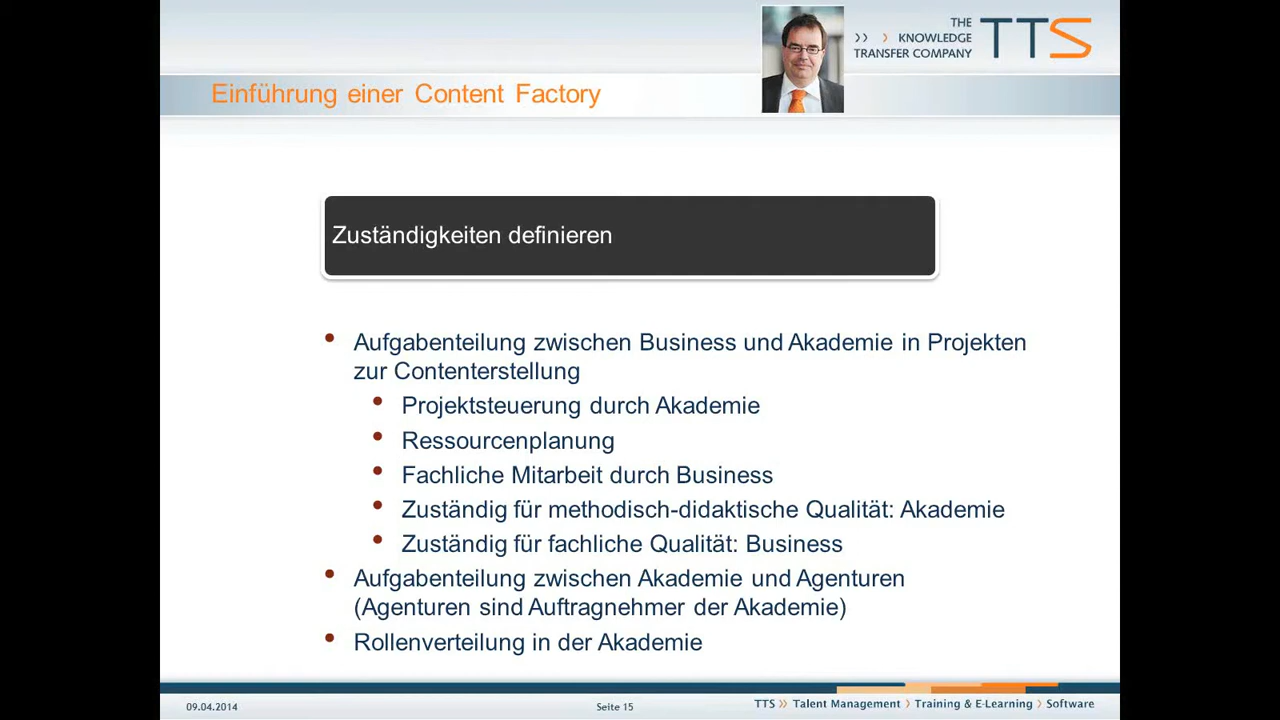 THE
>> > KNOWLEDGE
TRANSFER COMPANY
TTS
Einführung einer Content Factory
Zuständigkeiten definieren
• Aufgabenteilung zwischen Business und Akademie in Projekten
zur Contenterstellung
• Projektsteuerung durch Akademie
• Ressourcenplanung
• Fachliche Mitarbeit durch Business
• Zuständig für methodisch-didaktische Qualität: Akademie
• Zuständig für fachliche Qualität: Business
• Aufgabenteilung zwischen Akademie und Agenturen
(Agenturen sind Auftragnehmer der Akademie)
• Rollenverteilung in der Akademie
09.04.2014
Seite 15
TTS >> Talent Management > Training & E-Learning > Software